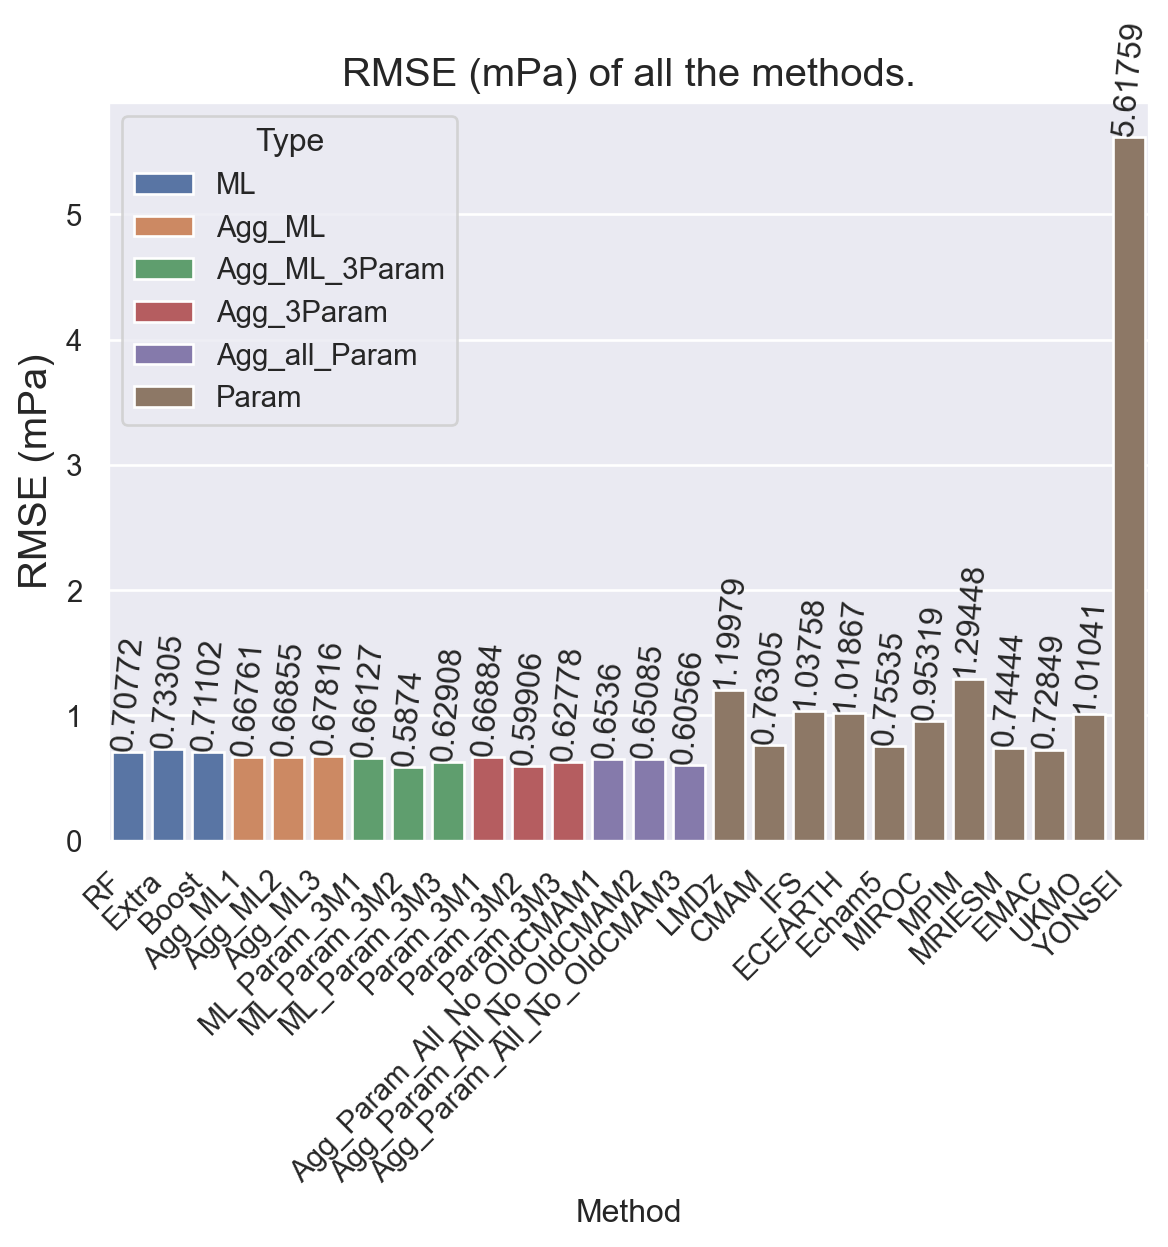 RMSE (mPa) of all the methods.
Type
ML
Agg_ML
Agg_ML_3Param
Agg_3Param
Agg_all_Param
Param
RMSE (mPa)
5
4
3
2
1
0
0.70772
0.73305
0.71102
0.66761
0.66855
0.67816
0.66127
0.5874
0.62908
0.66884
0.59906
0.62778
0.6536
0.65085
0.60566
1.19979
0.76305
1.03758
1.01867
0.75535
0.95319
1.29448
0.74444
0.72849
1.01041
5.61759
RF
Extra
Boost
Agg_ML1
Agg_ML2
Agg_ML3
ML_Param_3M1
ML_Param_3M2
ML_Param_3M3
Param_3M1
Param_3M2
Param_3M3
Agg_Param_All_No_OldCMAM1
Agg_Param_All_No_OldCMAM2
Agg_Param_All_No_OldCMAM3
LMDz
CMAM
IFS
ECEARTH
Echam5
MIROC
MPIM
MRIESM
EMAC
UKMO
YONSEI
Method